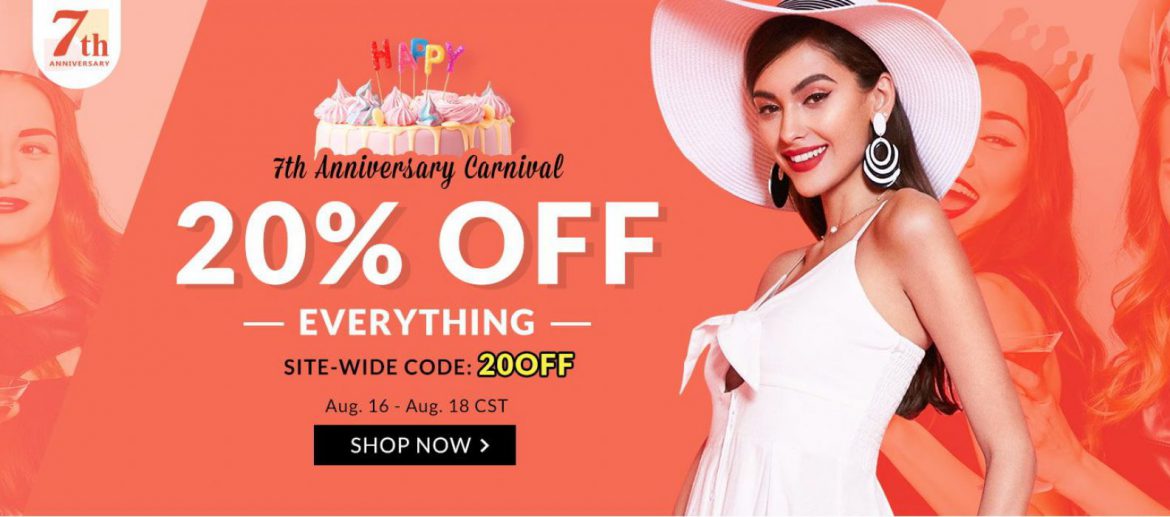 7th
ANNIVERSARY
HAPPY
7th Anniversary Carnival
20% OFF
— EVERYTHING —
SITE-WIDE CODE: 20OFF
Aug. 16 - Aug. 18 CST
SHOP NOW >